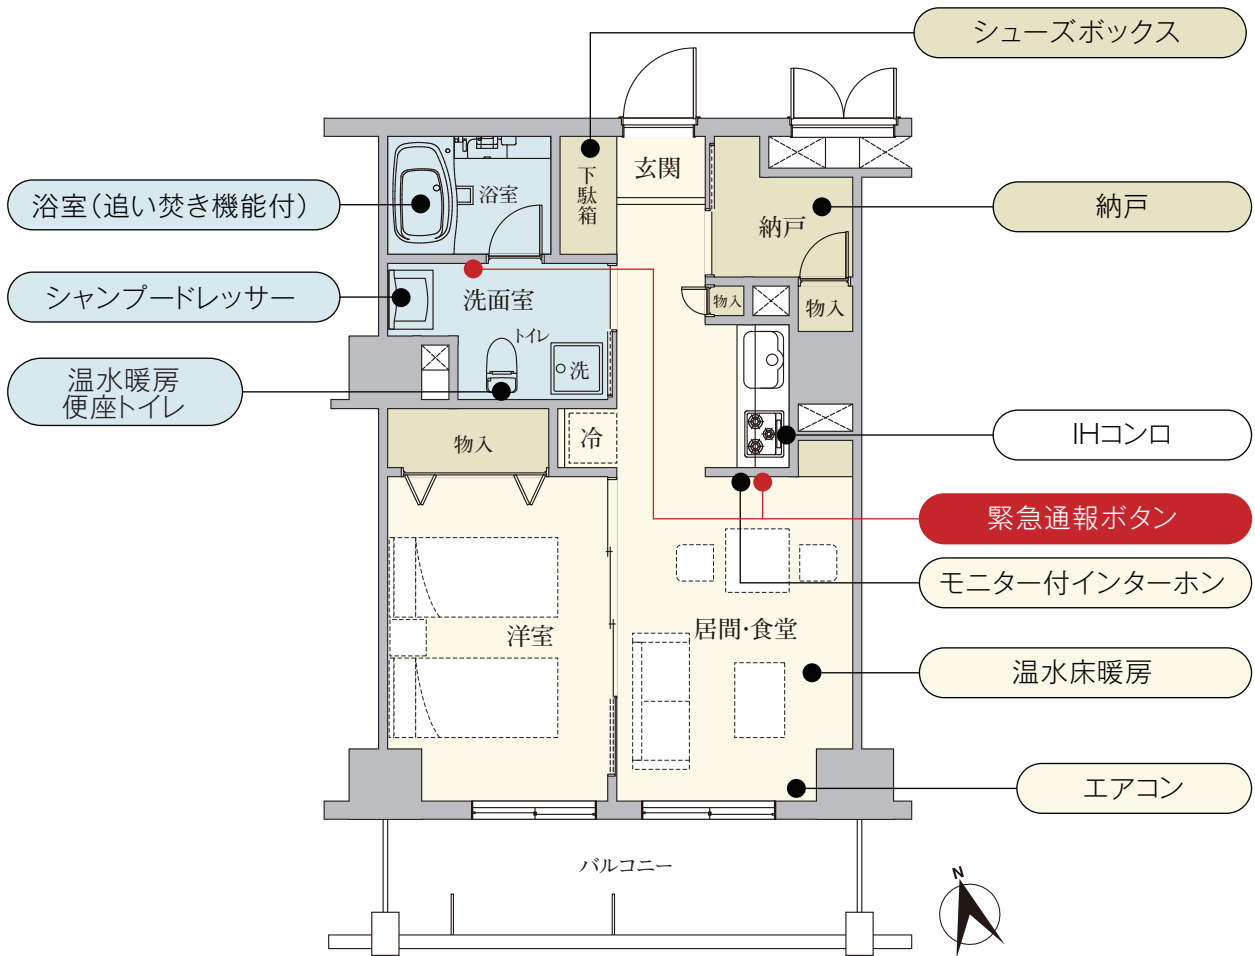 シューズボックス
玄関
下駄箱
浴室
浴室(追い焚き機能付)
納戸
納戸
シャンプードレッサー
洗面室
物入
物入
トイレ
洗
温水暖房
便座トイレ
物入
冷
IHコンロ
緊急通報ボタン
モニター付インターホン
洋室
居間・食堂
温水床暖房
エアコン
バルコニー
N